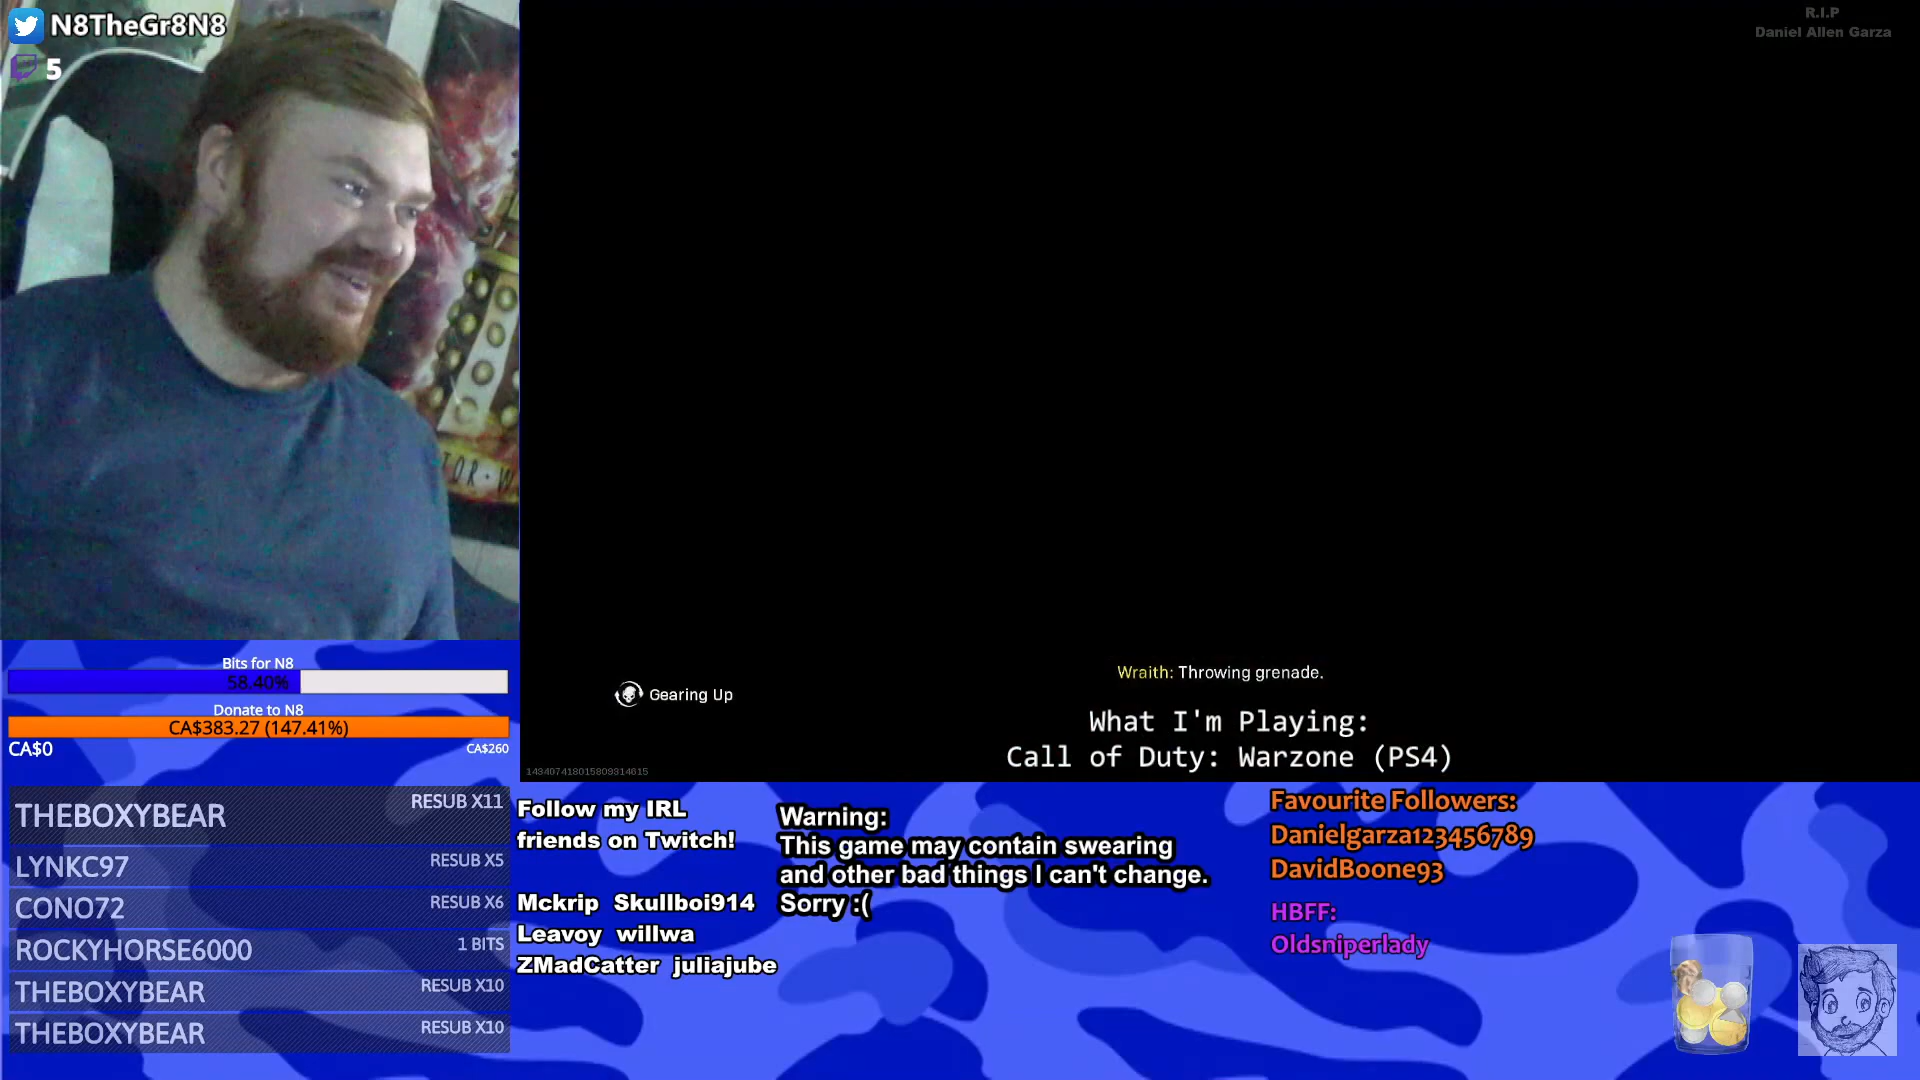 N8TheGr8N8
5
R.I.P
Daniel Allen Garza
TOR W
Bits for N8
58.40%
Donate to N8
CA$383.27 (147.41%)
CA$0
CA$260
THEBOXYBEAR
RESUB X11
LYNKC97
RESUB X5
CONO72
RESUB X6
ROCKYHORSE6000
1 BITS
THEBOXYBEAR
RESUB X10
THEBOXYBEAR
RESUB X10
Wraith: Throwing grenade.
Gearing Up
What I'm Playing:
Call of Duty: Warzone (PS4)
Follow my IRL
friends on Twitch!
Mckrip Skullboi914
Leavoy willwa
ZMadCatter juliajube
Warning:
This game may contain swearing
and other bad things I can't change.
Sorry :(
Favourite Followers:
Danielgarza123456789
DavidBoone93
HBFF:
Oldsniperlady